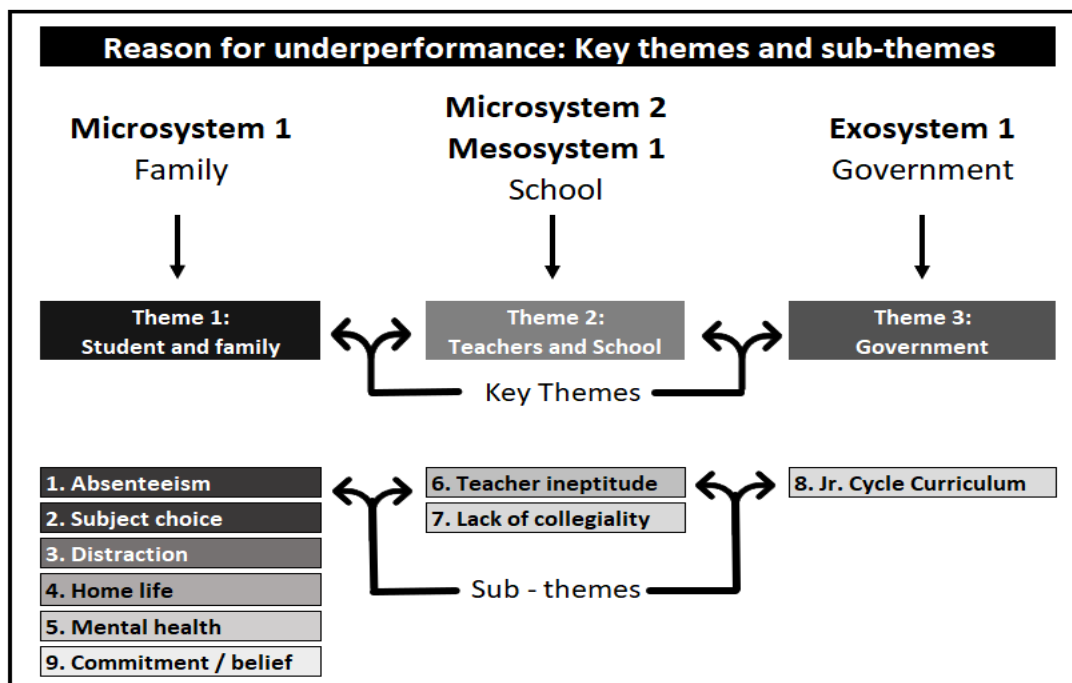 Reason for underperformance: Key themes and sub-themes
Microsystem 1
Family
Microsystem 2
Mesosystem 1
School
Exosystem 1
Government
Theme 1:
Student and family
Theme 2:
Teachers and School
Theme 3:
Government
Key Themes
1. Absenteeism
2. Subject choice
3. Distraction
4. Home life
5. Mental health
9. Commitment / belief
6. Teacher ineptitude
7. Lack of collegiality
8. Jr. Cycle Curriculum
Sub - themes